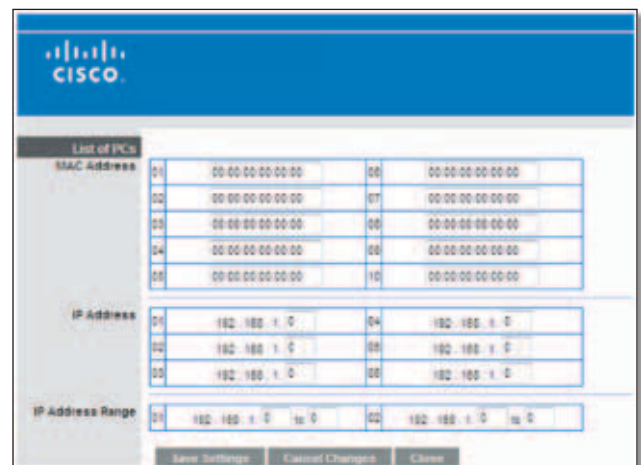 CISCO.
List of PCs
MAC Address
01 00:00:00:00:00:00 06 00:00:00:00:00:00
02 00:00:00:00:00:00 07 00:00:00:00:00:00
03 00:00:00:00:00:00 08 00:00:00:00:00:00
04 00:00:00:00:00:00 09 00:00:00:00:00:00
05 00:00:00:00:00:00 10 00:00:00:00:00:00
IP Address
01 192 . 168 . 1. 0 04 192 . 168 . 1. 0
02 192 . 168 . 1. 0 05 192 . 168 . 1. 0
03 192 . 168 . 1. 0 06 192 . 168 . 1. 0
IP Address Range
01 192 . 168 . 1. 0 to 0 02 192 . 168 . 1. 0 to 0
Save Settings Cancel Changes Close